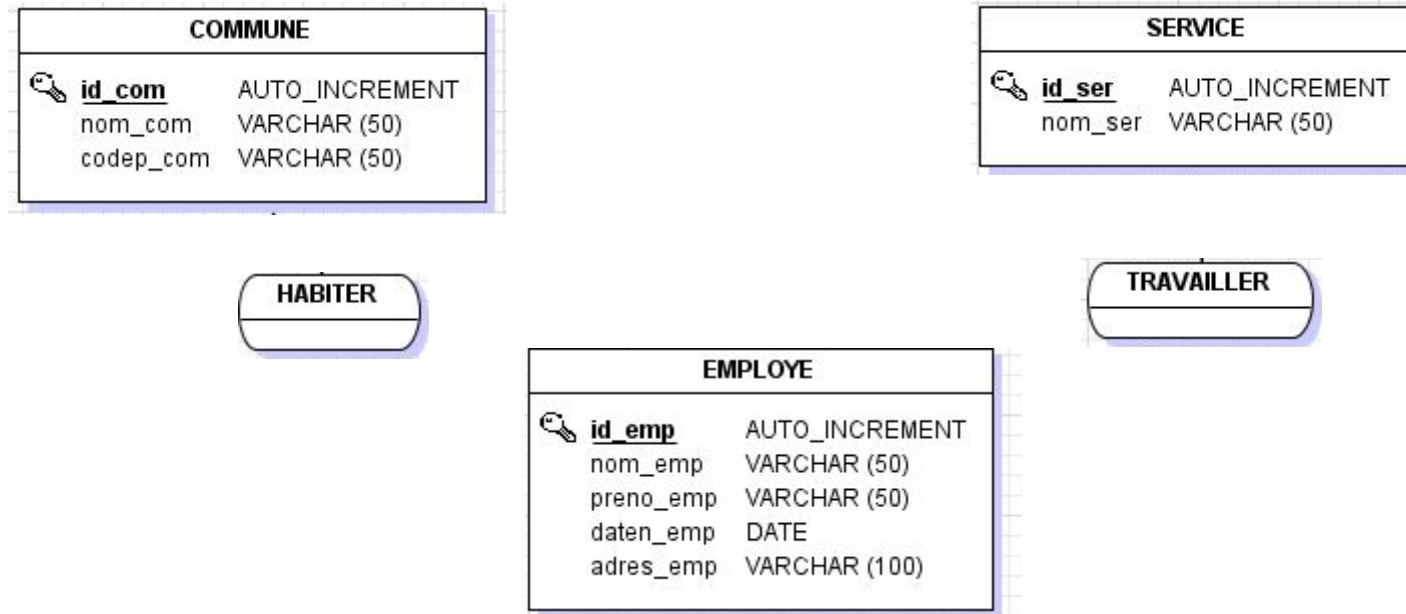 COMMUNE
id_com AUTO_INCREMENT
nom_com VARCHAR (50)
codep_com VARCHAR (50)
SERVICE
id_ser AUTO_INCREMENT
nom_ser VARCHAR (50)
HABITER
TRAVAILLER
EMPLOYE
id_emp AUTO_INCREMENT
nom_emp VARCHAR (50)
preno_emp VARCHAR (50)
daten_emp DATE
adres_emp VARCHAR (100)